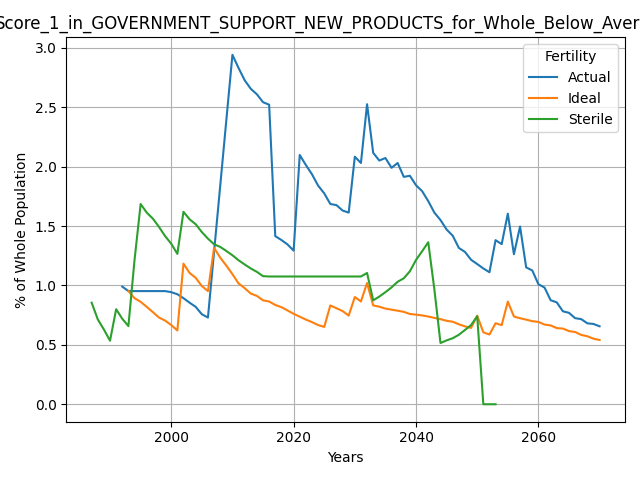 Score_1_in_GOVERNMENT_SUPPORT_NEW_PRODUCTS_for_Whole_Below_Aver
3.0
2.5
2.0
1.5
1.0
0.5
0.0
% of Whole Population
Fertility
Actual
Ideal
Sterile
2000
2020
2040
2060
Years